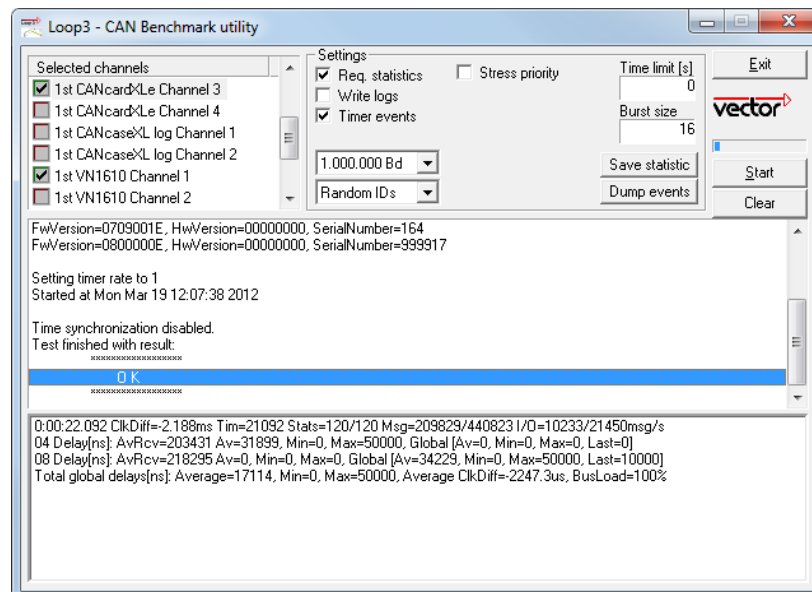 Loop3 - CAN Benchmark utility
Selected channels
1st CANcardXLe Channel 3
1st CANcardXLe Channel 4
1st CANcaseXL log Channel 1
1st CANcaseXL log Channel 2
1st VN1610 Channel 1
1st VN1610 Channel 2
Settings
Req. statistics
Write logs
Timer events
Stress priority
1.000.000 Bd
Random IDs
Time limit [s]
0
Burst size
16
Save statistic
Dump events
Exit
vector
Start
Clear
FwVersion=0709001E, HwVersion=00000000, SerialNumber=164
FwVersion=0800000E, HwVersion=00000000, SerialNumber=999917
Setting timer rate to 1
Started at Mon Mar 19 12:07:38 2012
Time synchronization disabled.
Test finished with result:
******************
O K
******************
0:00:22.092 ClkDiff=-2.188ms Tim=21092 Stats=120/120 Msg=209829/440823 I/O=10233/21450msg/s
04 Delay[ns]: AvRcv=203431 Av=31899, Min=0, Max=50000, Global [Av=0, Min=0, Max=0, Last=0]
08 Delay[ns]: AvRcv=218295 Av=0, Min=0, Max=0, Global [Av=34229, Min=0, Max=50000, Last=10000]
Total global delays[ns]: Average=17114, Min=0, Max=50000, Average ClkDiff=-2247.3us, BusLoad=100%